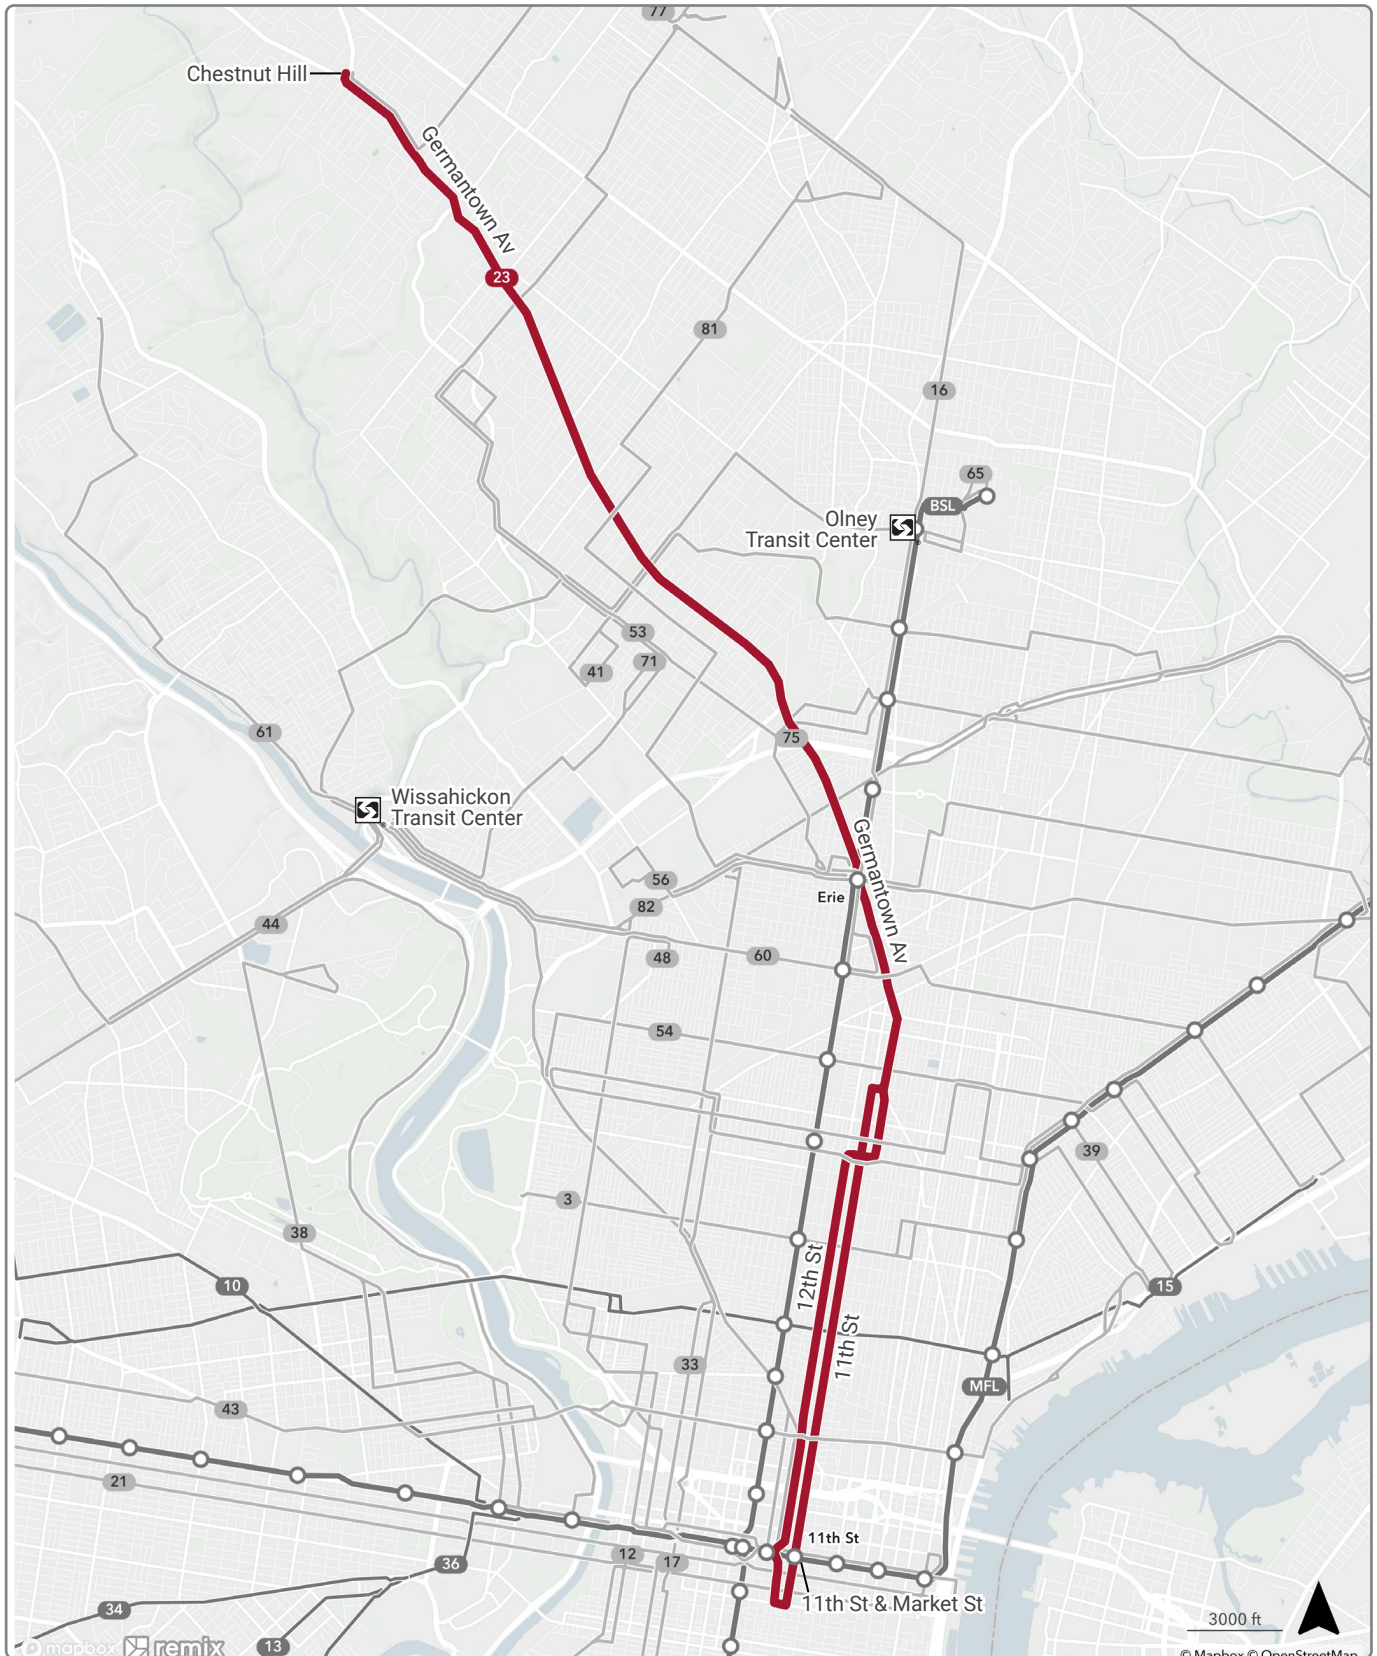 77
Chestnut Hill
Germantown Av
23
81
16
65
BSL
Olney
Transit Center
53
71
41
61
75
Wissahickon
Transit Center
Germantown Av
56
Erie
82
44
48
60
54
39
3
38
12th St
10
15
11th St
33
MFL
43
21
11th St
12
17
36
11th St & Market St
34
3000 ft
13
mapbox
remix
© Mapbox © OpenStreetMap